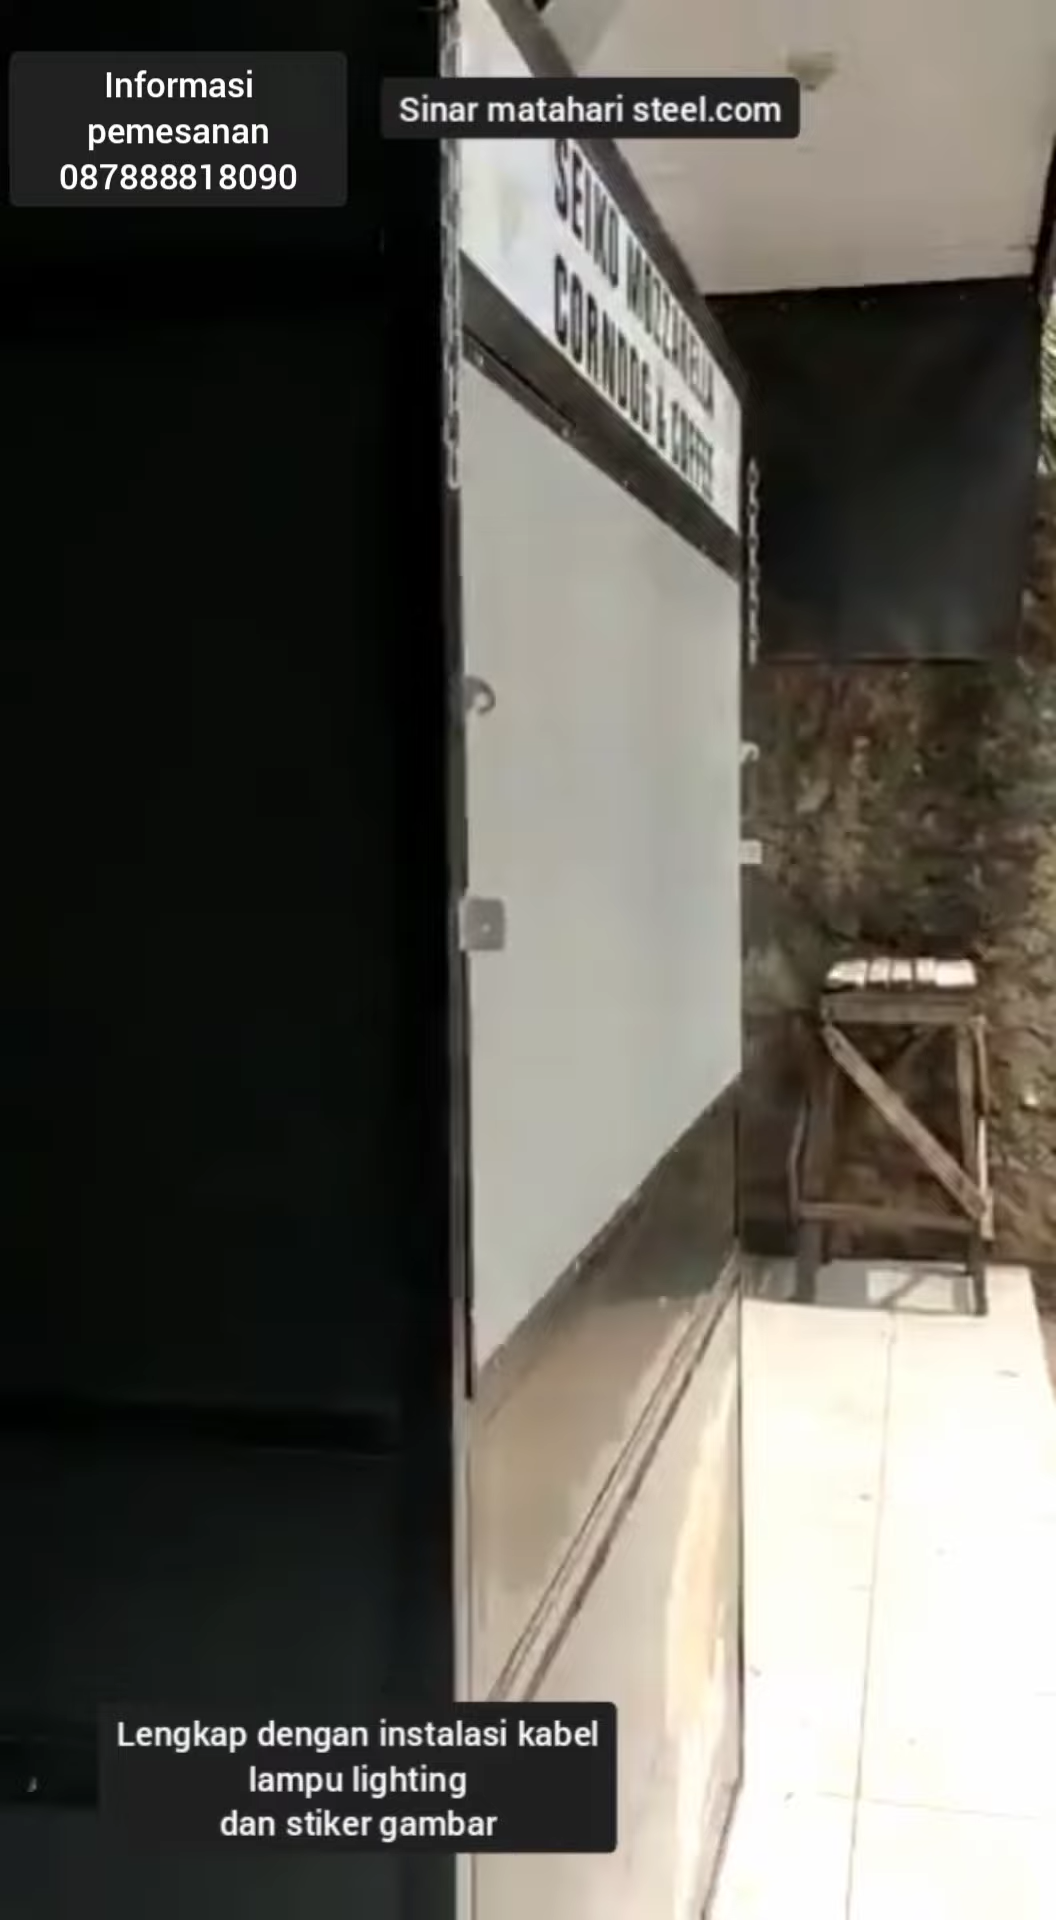 Informasi
pemesanan
087888818090
Sinar matahari steel.com
SEIKO MOZZARELLA
CORNDOG & COFFEE
Lengkap dengan instalasi kabel
lampu lighting
dan stiker gambar